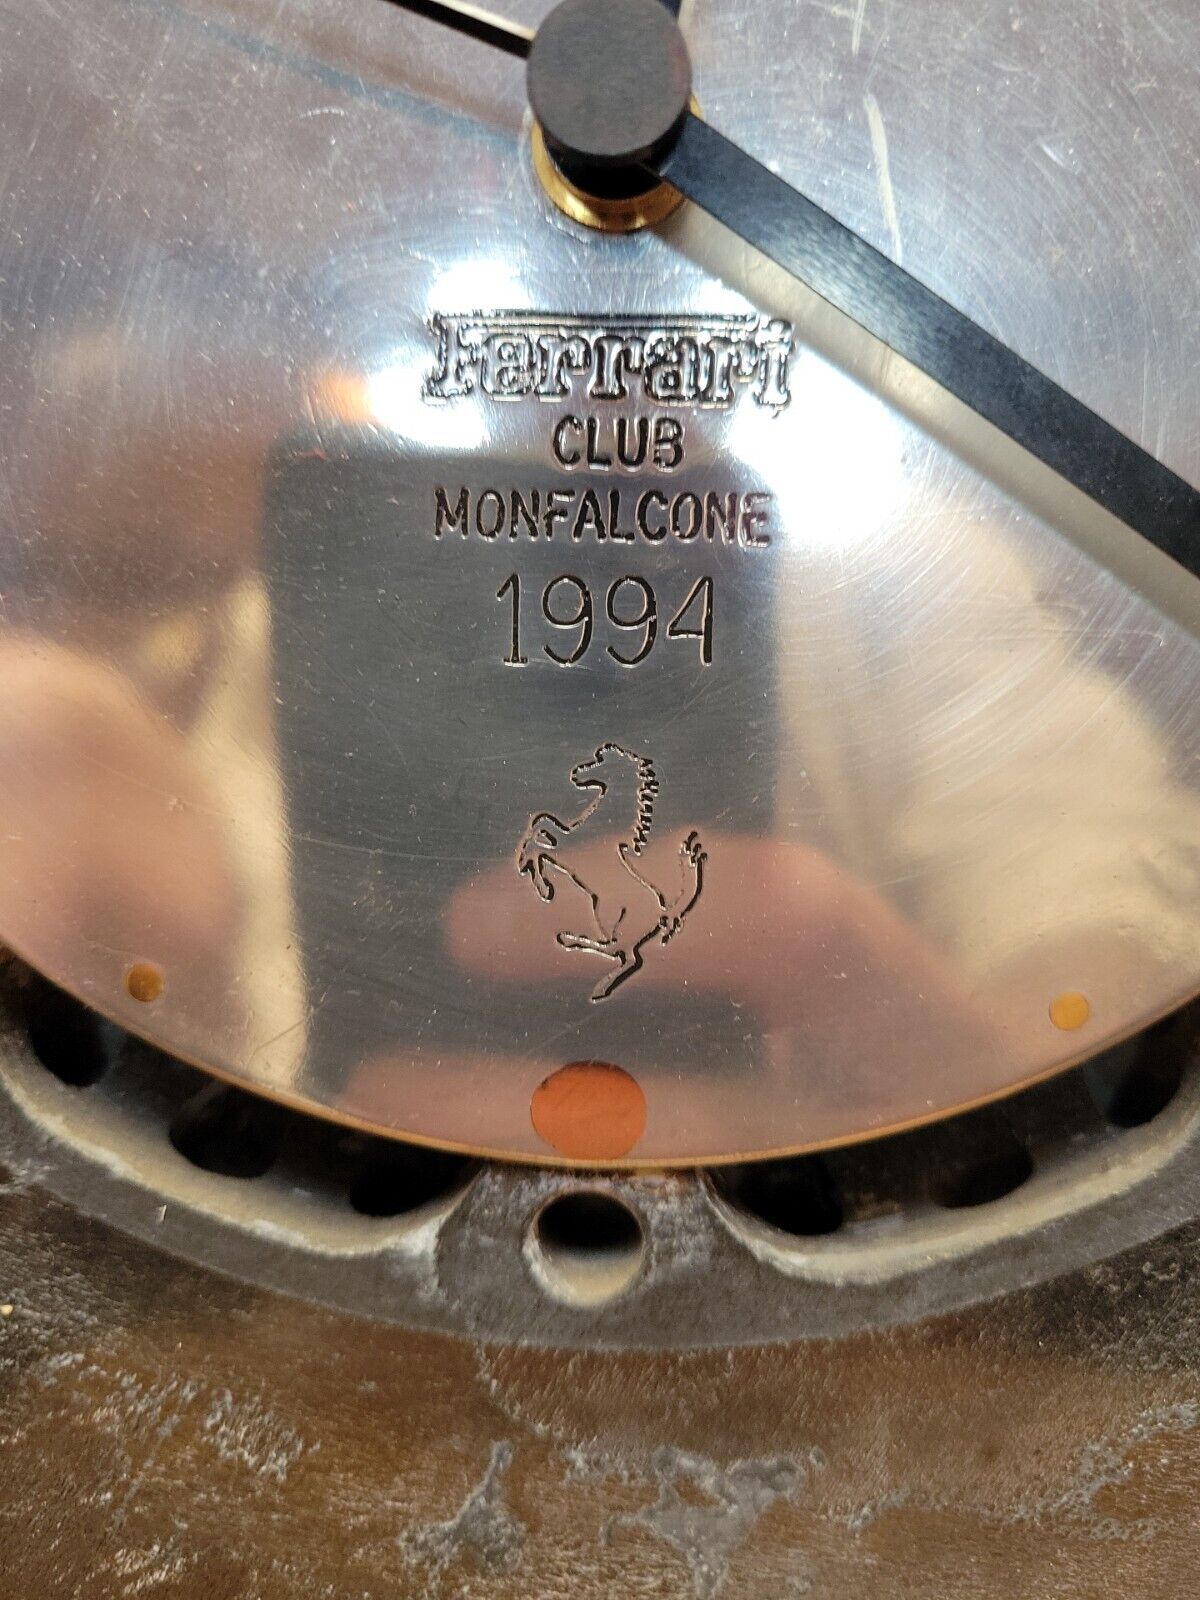 Ferrari
CLUB
MONFALCONE
1994